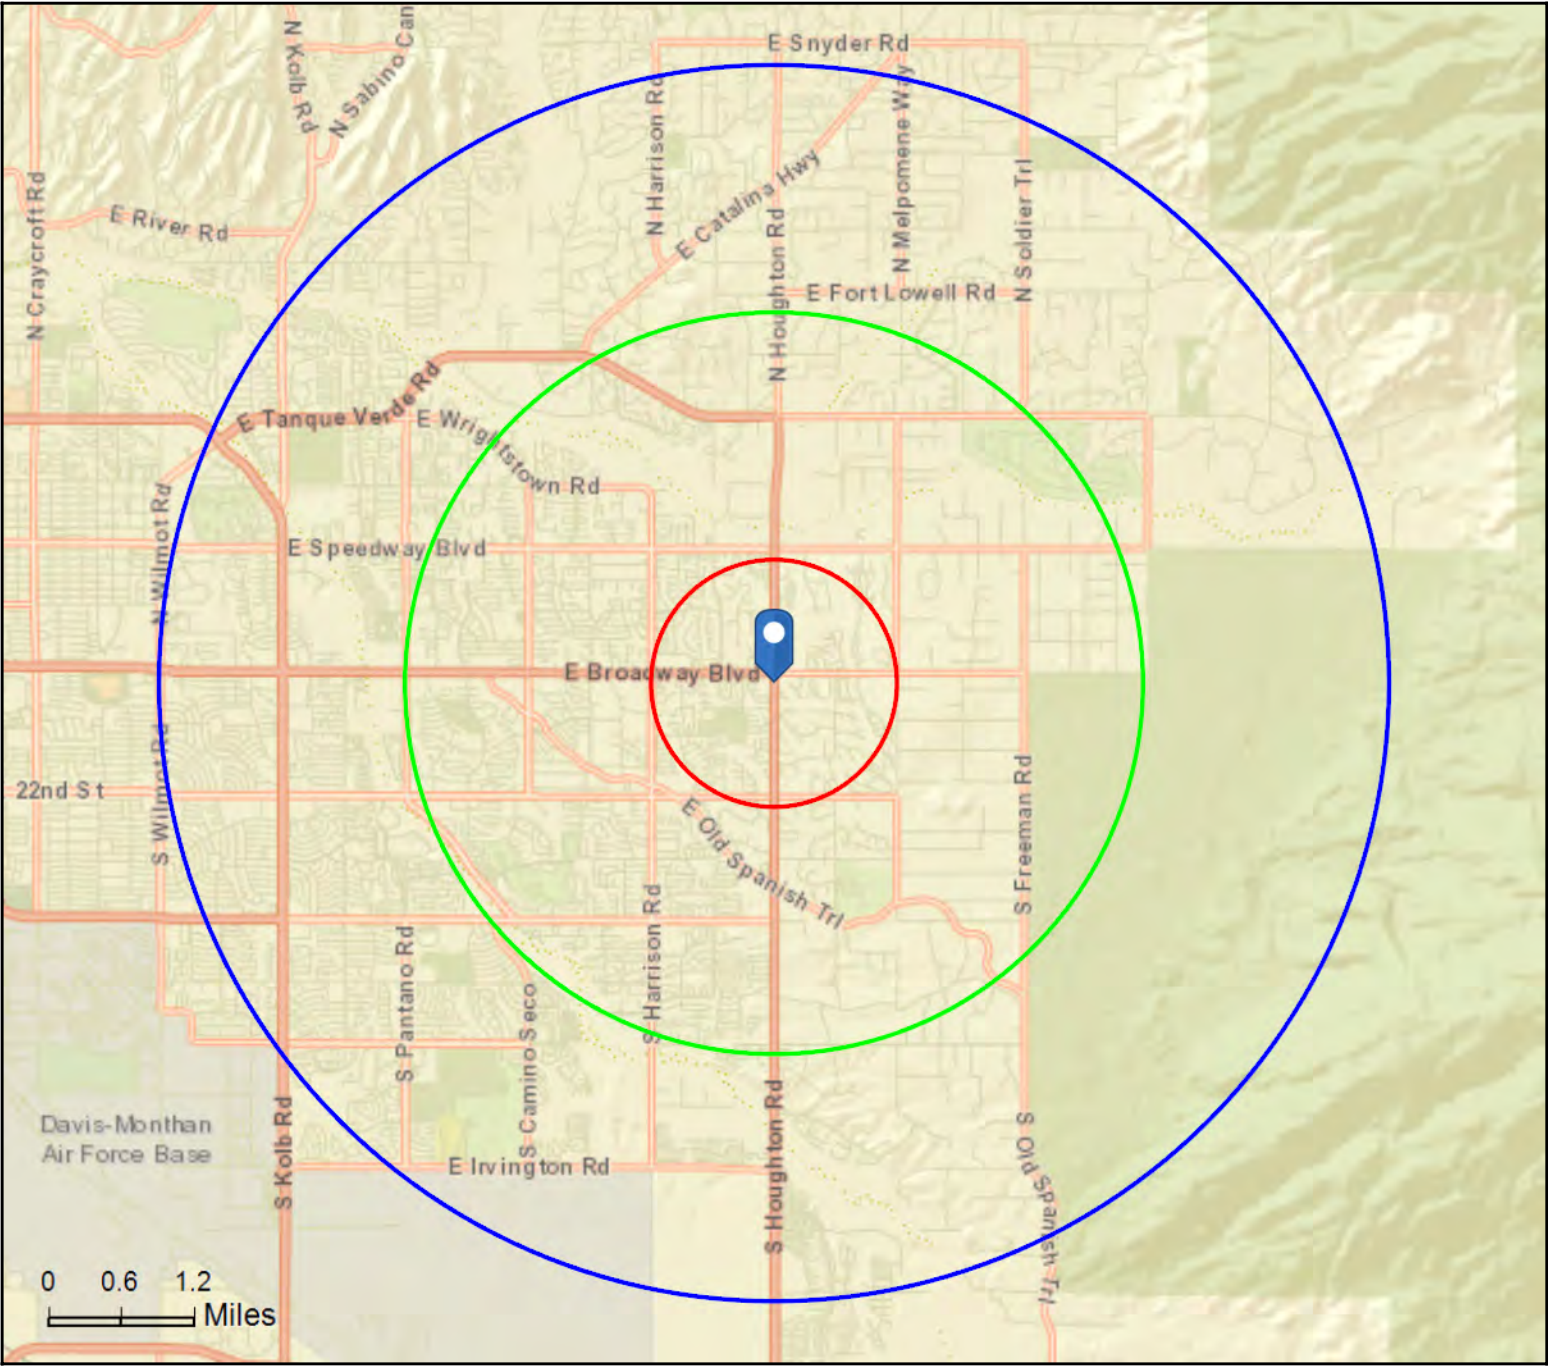 E Snyder Rd
N Kolb Rd
N Sabino Can
N Harrison Rd
N Melpomene Way
E Catalina Hwy
N Soldier Trl
N Craycroft Rd
E River Rd
N Houghton Rd
E Fort Lowell Rd
E Tanque Verde Rd
E Wrightstown Rd
N Wilmot Rd
E Speedway Blvd
E Broadway Blvd
22nd St
S Wilmot Rd
E Old Spanish Trl
S Freeman Rd
S Pantano Rd
S Harrison Rd
S Camino Seco
Davis-Monthan
Air Force Base
S Kolb Rd
E Irvington Rd
S Houghton Rd
S Old Spanish Trl
0 0.6 1.2
Miles